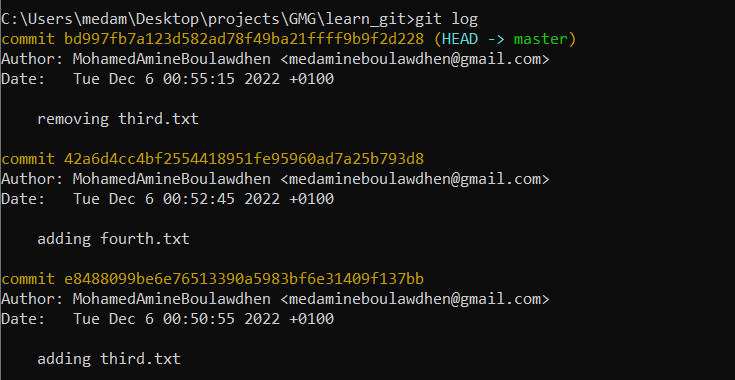 C:\Users\medam\Desktop\projects\GMG\learn_git>git log
commit bd997fb7a123d582ad78f49ba21ffff9b9f2d228 (HEAD -> master)
Author: MohamedAmineBoulawdhen <medamineboulawdhen@gmail.com>
Date:   Tue Dec 6 00:55:15 2022 +0100
removing third.txt
commit 42a6d4cc4bf2554418951fe95960ad7a25b793d8
Author: MohamedAmineBoulawdhen <medamineboulawdhen@gmail.com>
Date:   Tue Dec 6 00:52:45 2022 +0100
adding fourth.txt
commit e8488099be6e76513390a5983bf6e31409f137bb
Author: MohamedAmineBoulawdhen <medamineboulawdhen@gmail.com>
Date:   Tue Dec 6 00:50:55 2022 +0100
adding third.txt